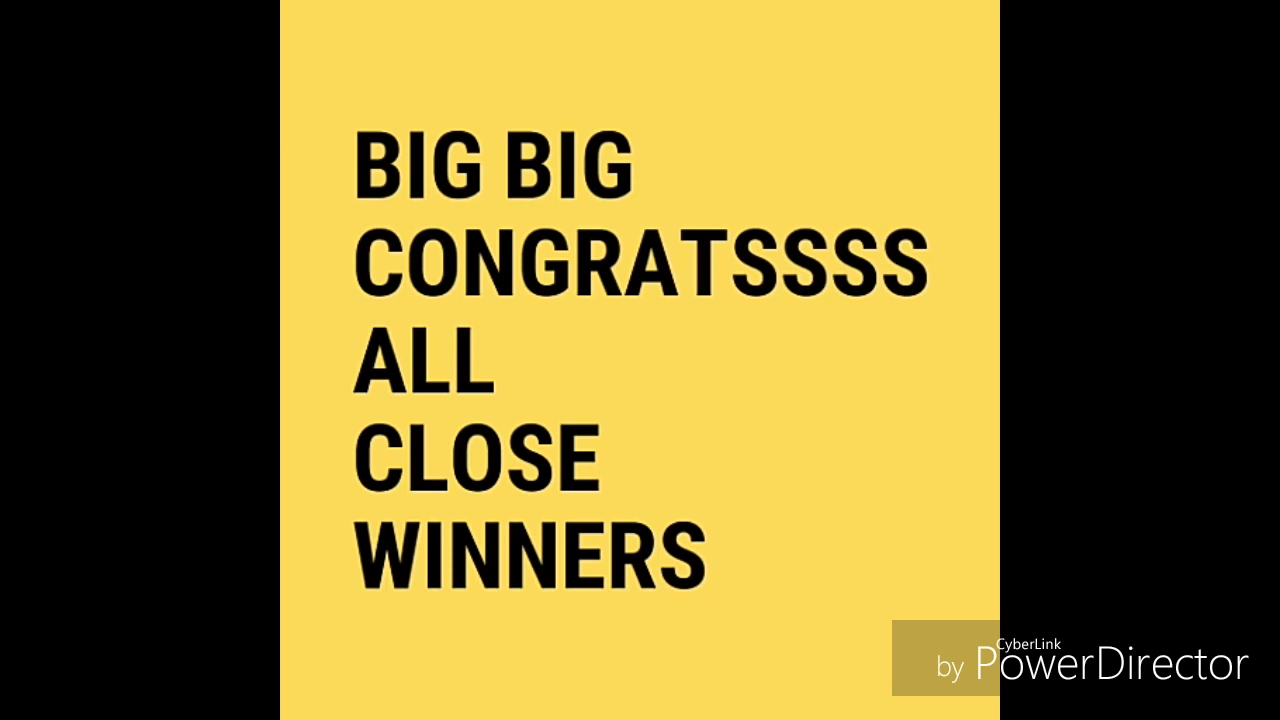 BIG BIG
CONGRATSSSS
ALL
CLOSE
WINNERS
CyberLink
by PowerDirector